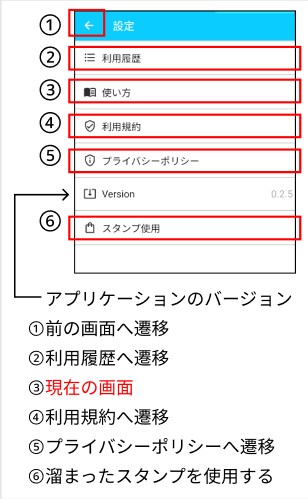 ① ← 設定
② 利用履歴
③ 使い方
④ 利用規約
⑤ プライバシーポリシー
Version 0.2.5
⑥ スタンプ使用
アプリケーションのバージョン
①前の画面へ遷移
②利用履歴へ遷移
③現在の画面
④利用規約へ遷移
⑤プライバシーポリシーへ遷移
⑥溜まったスタンプを使用する